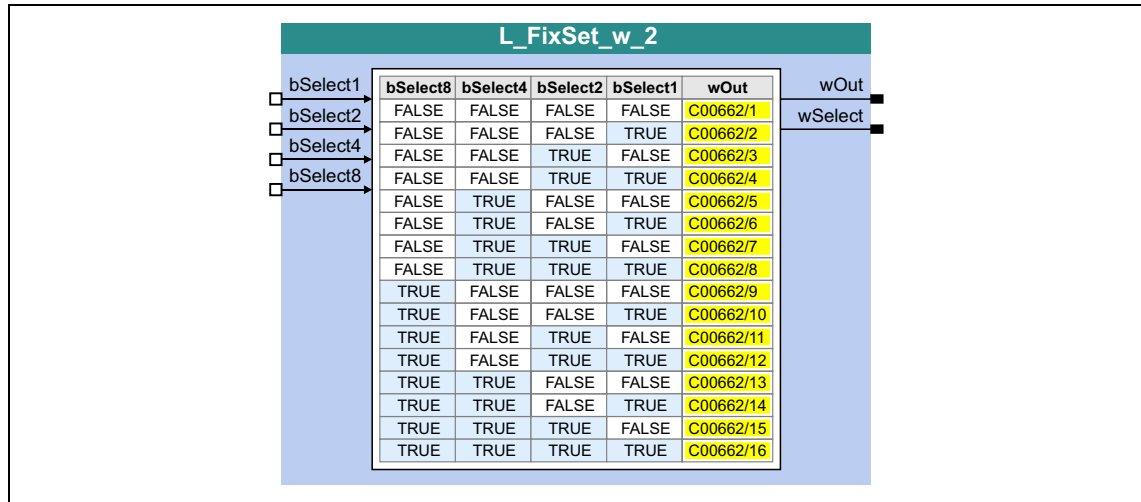 L_FixSet_w_2
bSelect1
bSelect2
bSelect4
bSelect8
bSelect8 bSelect4 bSelect2 bSelect1 wOut
FALSE FALSE FALSE FALSE C00662/1
FALSE FALSE FALSE TRUE C00662/2
FALSE FALSE TRUE FALSE C00662/3
FALSE FALSE TRUE TRUE C00662/4
FALSE TRUE FALSE FALSE C00662/5
FALSE TRUE FALSE TRUE C00662/6
FALSE TRUE TRUE FALSE C00662/7
FALSE TRUE TRUE TRUE C00662/8
TRUE FALSE FALSE FALSE C00662/9
TRUE FALSE FALSE TRUE C00662/10
TRUE FALSE TRUE FALSE C00662/11
TRUE FALSE TRUE TRUE C00662/12
TRUE TRUE FALSE FALSE C00662/13
TRUE TRUE FALSE TRUE C00662/14
TRUE TRUE TRUE FALSE C00662/15
TRUE TRUE TRUE TRUE C00662/16
wOut
wSelect